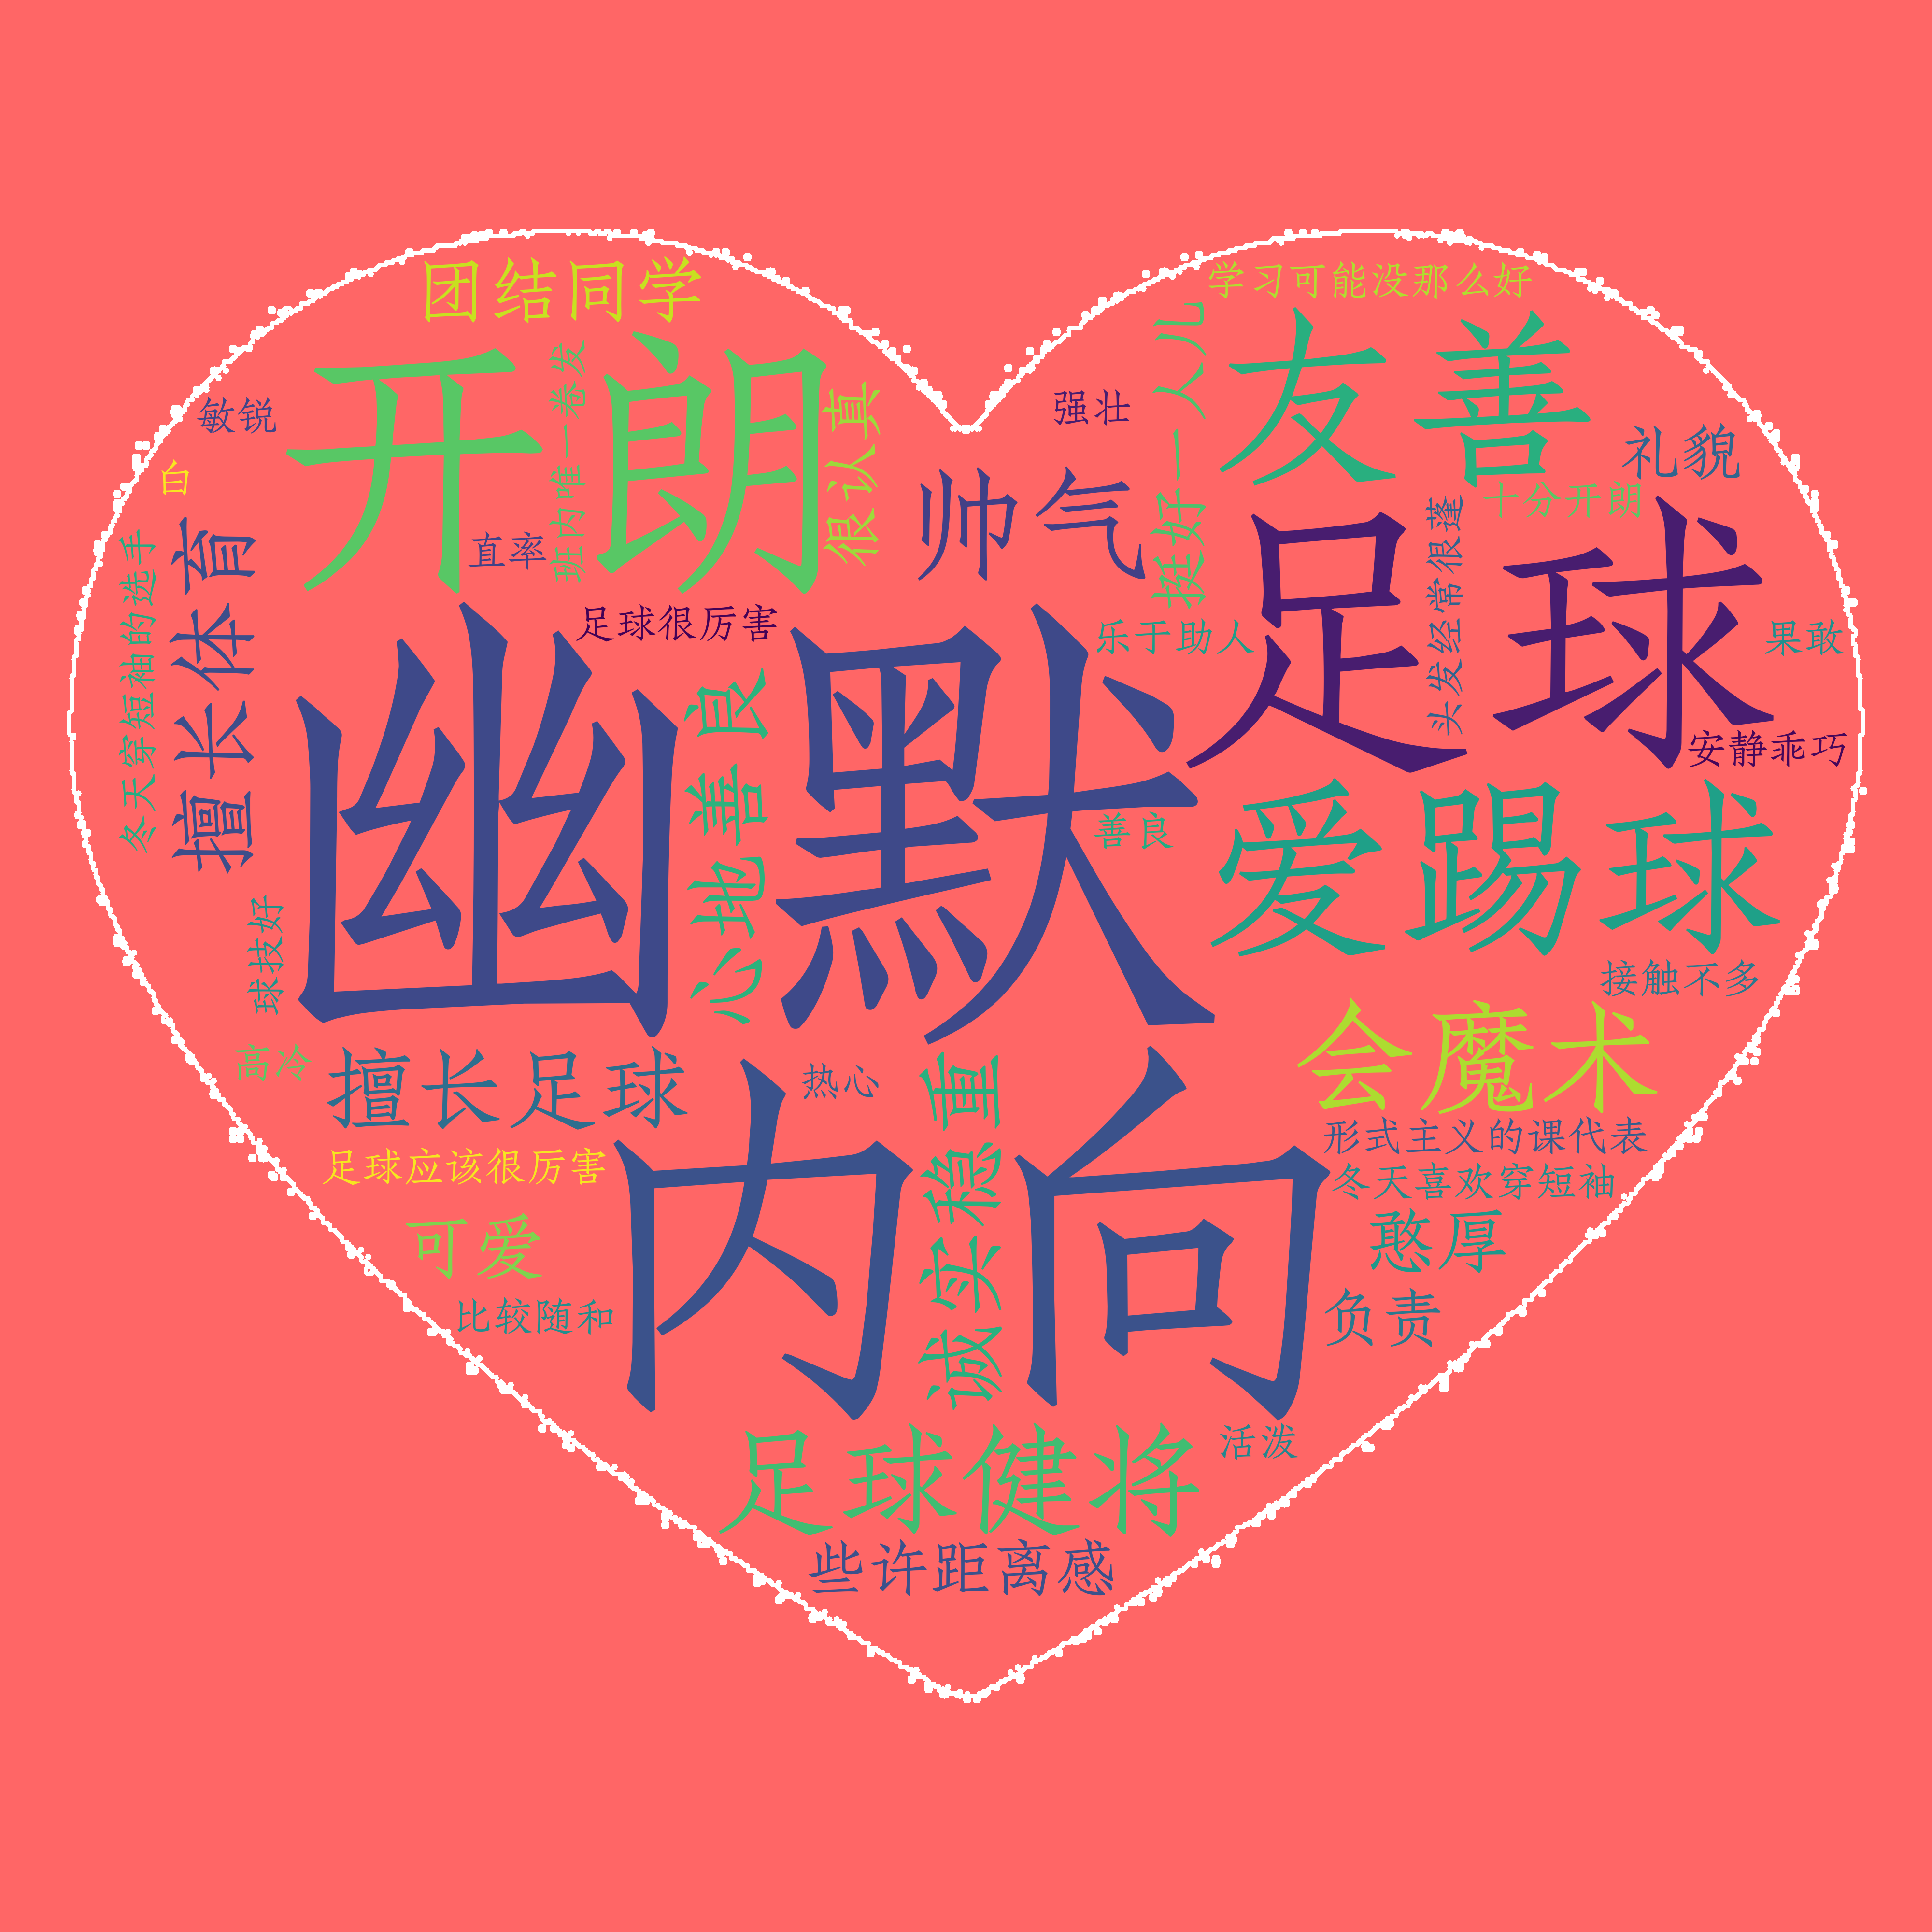 团结同学
学习可能没那么好
开朗
班内唯一卷发
很认真
挺好一人儿
友善
敏锐
强壮
礼貌
白
帅气
十分开朗
直率
足球
头发经常很蓬
擅长体育
冬天穿短袖的选手
足球很厉害
乐于助人
果敢
幽默
心地善良
安静乖巧
善良
爱踢球
球技好
接触不多
高冷
擅长足球
热心
会魔术
内向
诚实稳重
形式主义的课代表
足球应该很厉害
冬天喜欢穿短袖
可爱
憨厚
比较随和
负责
足球健将
活泼
些许距离感